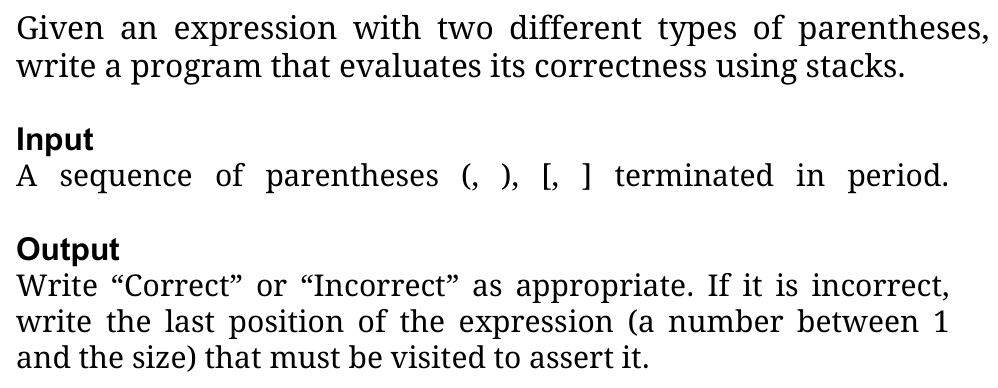 Given an expression with two different types of parentheses,
write a program that evaluates its correctness using stacks.
Input
A sequence of parentheses (, ), [, ] terminated in period.
Output
Write “Correct” or “Incorrect” as appropriate. If it is incorrect,
write the last position of the expression (a number between 1
and the size) that must be visited to assert it.